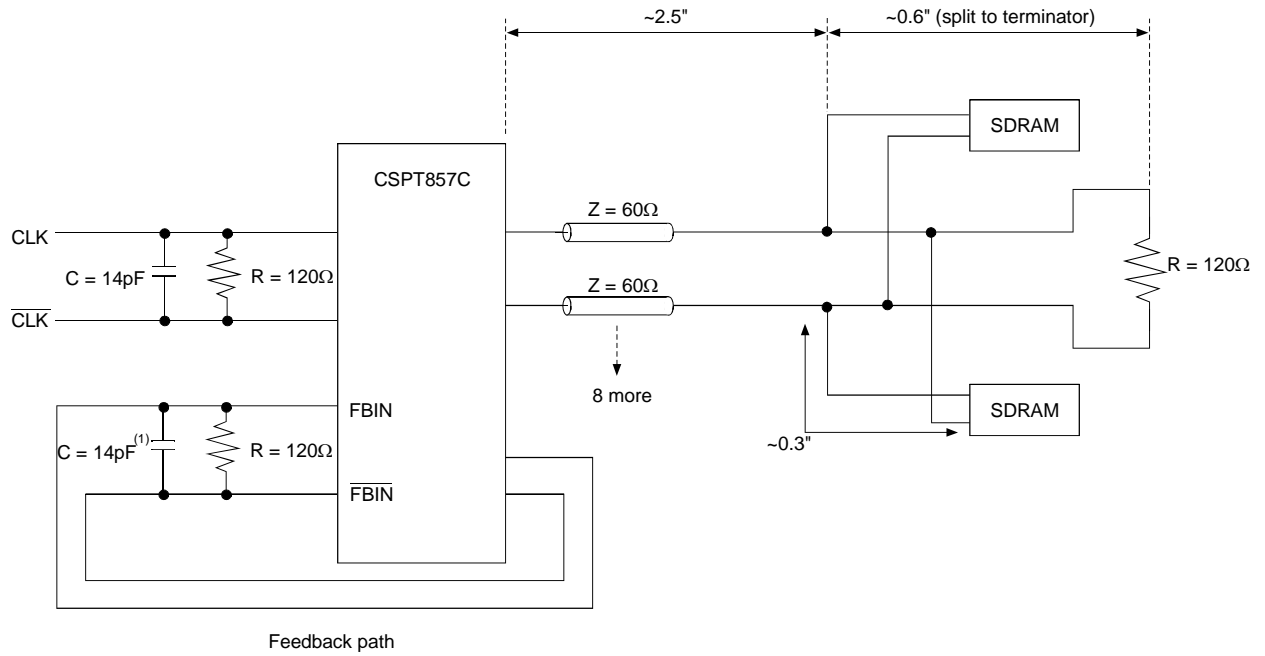 ~2.5"
~0.6" (split to terminator)
SDRAM
CSPT857C
Z = 60Ω
CLK
C = 14pF
R = 120Ω
R = 120Ω
CLK
Z = 60Ω
8 more
FBIN
SDRAM
~0.3"
C = 14pF(1)
R = 120Ω
FBIN
Feedback path